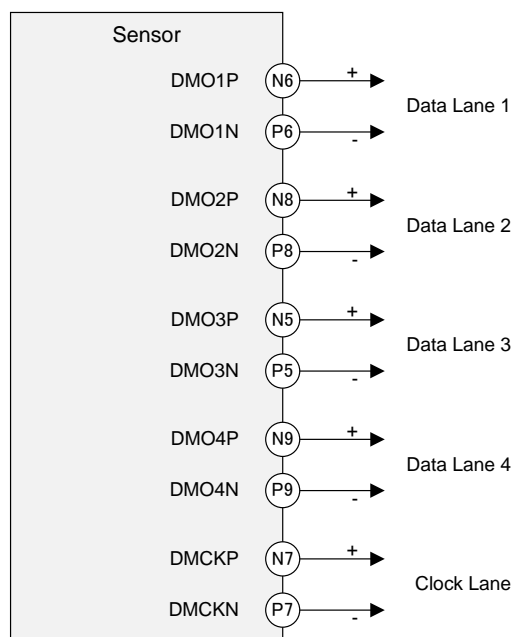 Sensor
DMO1P N6 +
Data Lane 1
DMO1N P6 -
DMO2P N8 +
Data Lane 2
DMO2N P8 -
DMO3P N5 +
Data Lane 3
DMO3N P5 -
DMO4P N9 +
Data Lane 4
DMO4N P9 -
DMCKP N7 +
Clock Lane
DMCKN P7 -